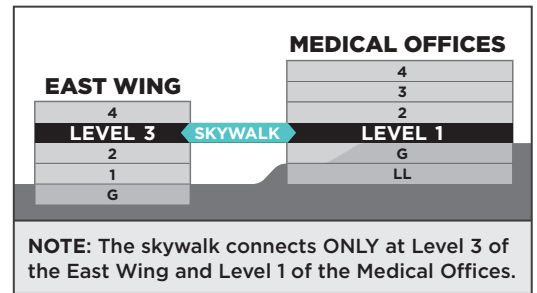 MEDICAL OFFICES
4
3
2
LEVEL 1
G
LL
EAST WING
4
LEVEL 3
2
1
G
SKYWALK
NOTE: The skywalk connects ONLY at Level 3 of
the East Wing and Level 1 of the Medical Offices.